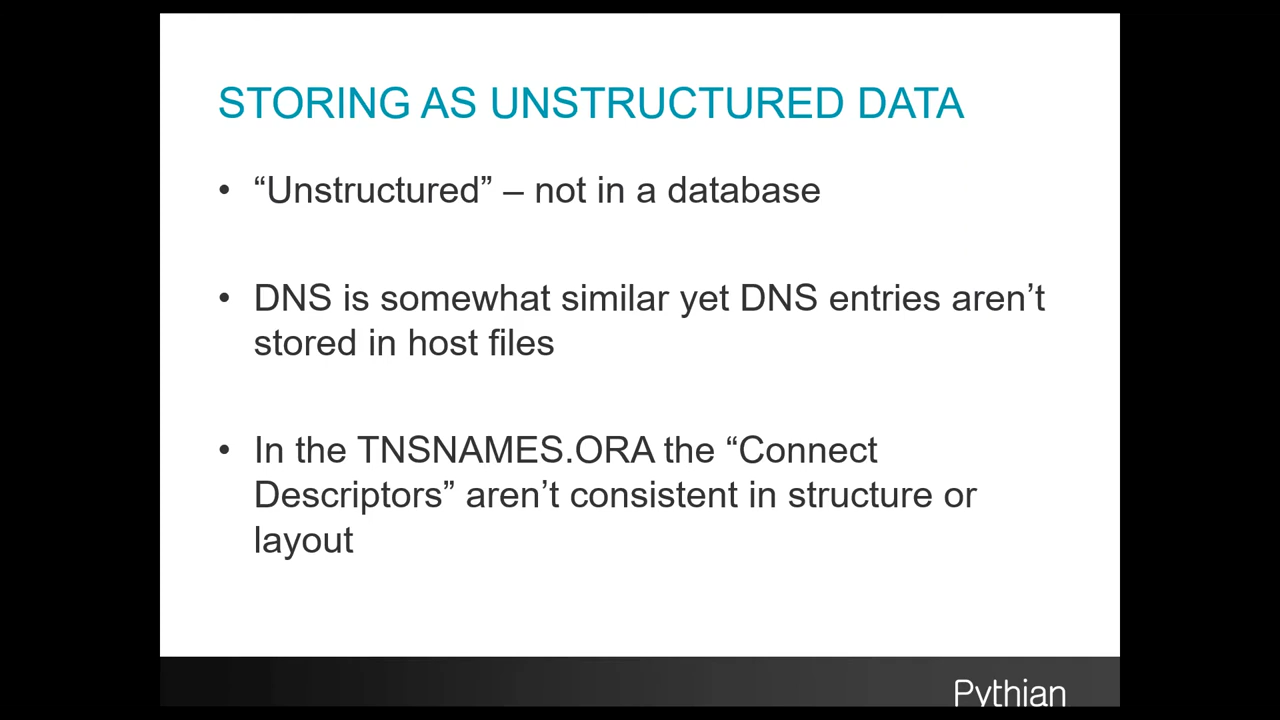 STORING AS UNSTRUCTURED DATA
• “Unstructured” – not in a database
• DNS is somewhat similar yet DNS entries aren’t
stored in host files
• In the TNSNAMES.ORA the “Connect
Descriptors” aren’t consistent in structure or
layout
Pythian